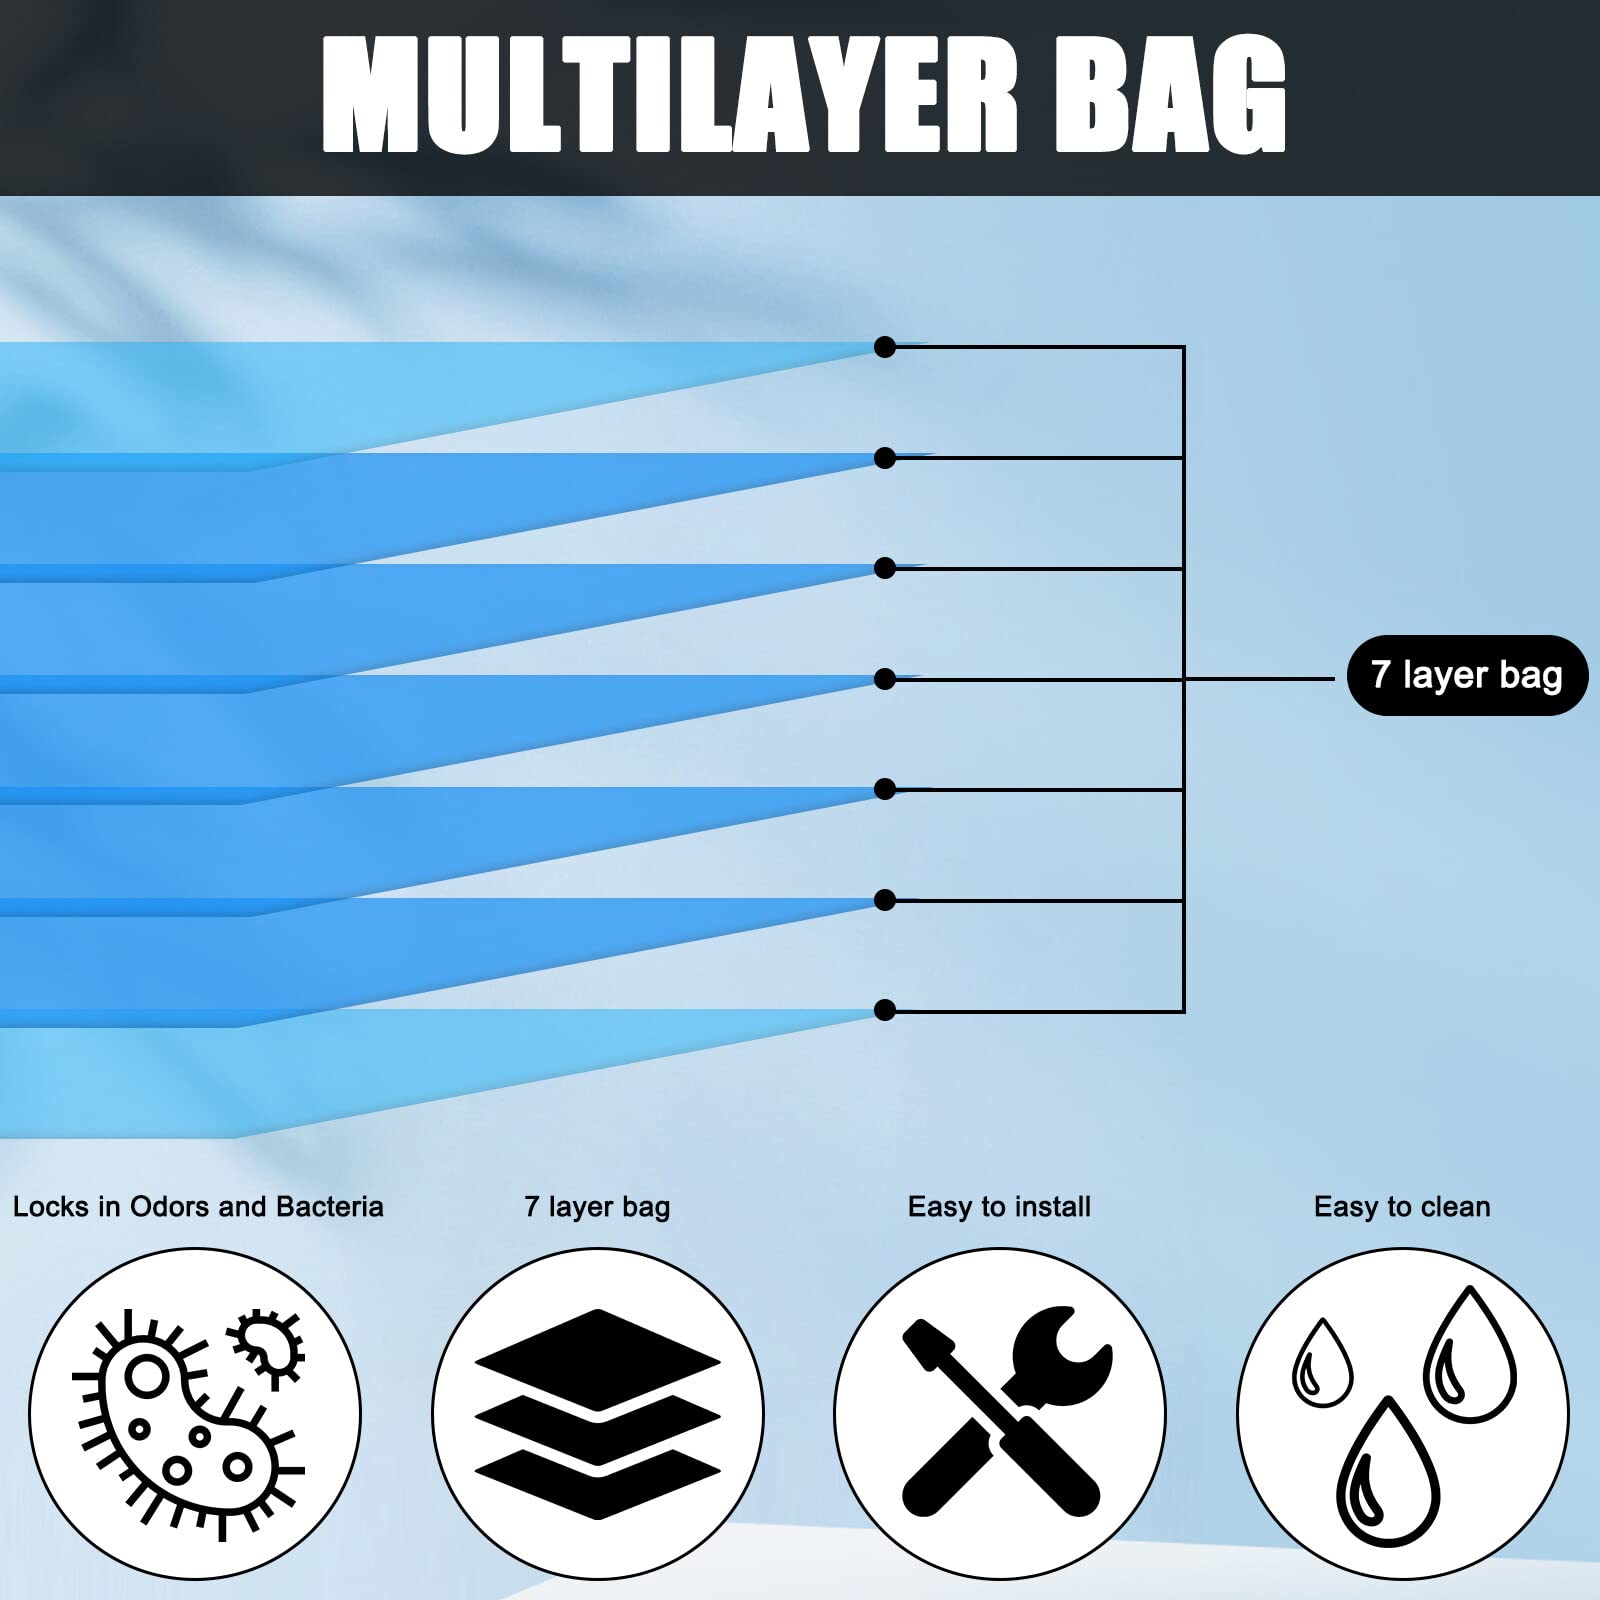 MULTILAYER BAG
7 layer bag
Locks in Odors and Bacteria
7 layer bag
Easy to install
Easy to clean